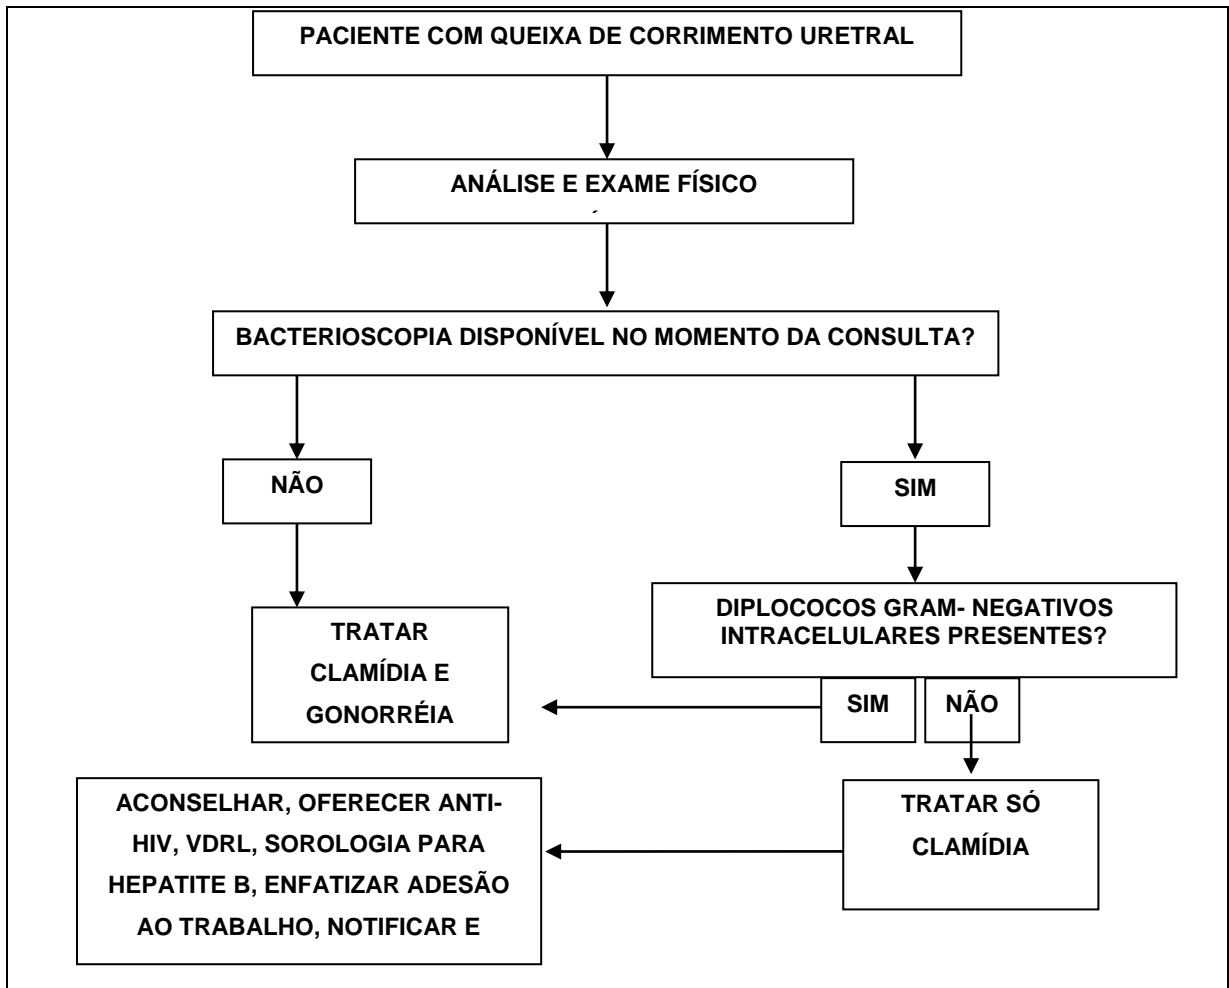 PACIENTE COM QUEIXA DE CORRIMENTO URETRAL
ANÁLISE E EXAME FÍSICO
BACTERIOSCOPIA DISPONÍVEL NO MOMENTO DA CONSULTA?
NÃO
SIM
DIPLOCOCOS GRAM- NEGATIVOS
INTRACELULARES PRESENTES?
SIM
NÃO
TRATAR
CLAMÍDIA E
GONORRÉIA
TRATAR SÓ
CLAMÍDIA
ACONSELHAR, OFERECER ANTI-
HIV, VDRL, SOROLOGIA PARA
HEPATITE B, ENFATIZAR ADESÃO
AO TRABALHO, NOTIFICAR E